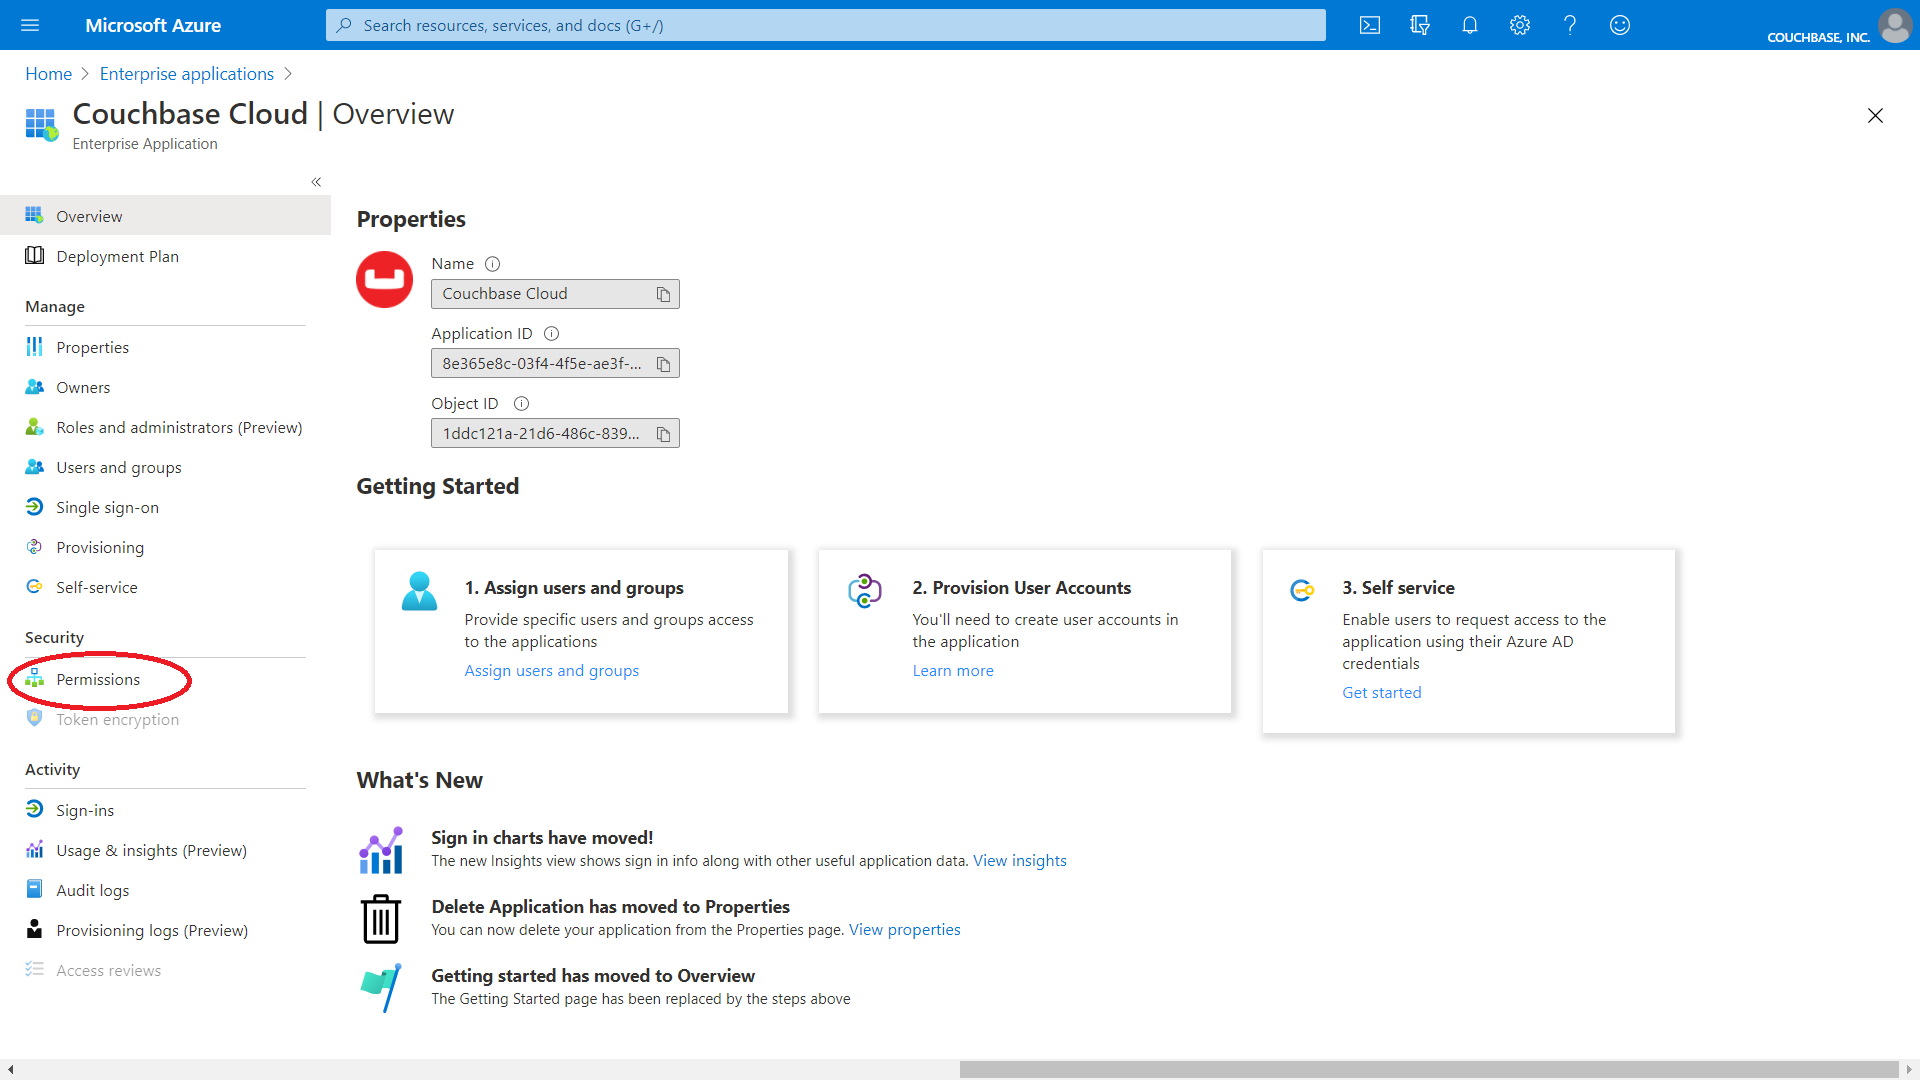 Microsoft Azure
Search resources, services, and docs (G+/)
COUCHBASE, INC.
Home > Enterprise applications >
Couchbase Cloud | Overview
Enterprise Application
«
Overview
Deployment Plan
Manage
Properties
Owners
Roles and administrators (Preview)
Users and groups
Single sign-on
Provisioning
Self-service
Security
Permissions
Token encryption
Activity
Sign-ins
Usage & insights (Preview)
Audit logs
Provisioning logs (Preview)
Access reviews
Properties
Name
Couchbase Cloud
Application ID
8e365e8c-03f4-4f5e-ae3f-...
Object ID
1ddc121a-21d6-486c-839...
Getting Started
1. Assign users and groups
Provide specific users and groups access
to the applications
Assign users and groups
2. Provision User Accounts
You'll need to create user accounts in
the application
Learn more
3. Self service
Enable users to request access to the
application using their Azure AD
credentials
Get started
What's New
Sign in charts have moved!
The new Insights view shows sign in info along with other useful application data. View insights
Delete Application has moved to Properties
You can now delete your application from the Properties page. View properties
Getting started has moved to Overview
The Getting Started page has been replaced by the steps above